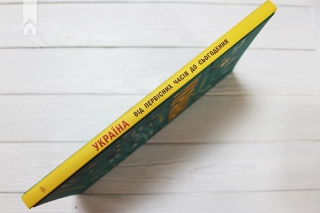 УКРАЇНА ВІД ПЕРВІСНИХ ЧАСІВ ДО СЬОГОДЕННЯ